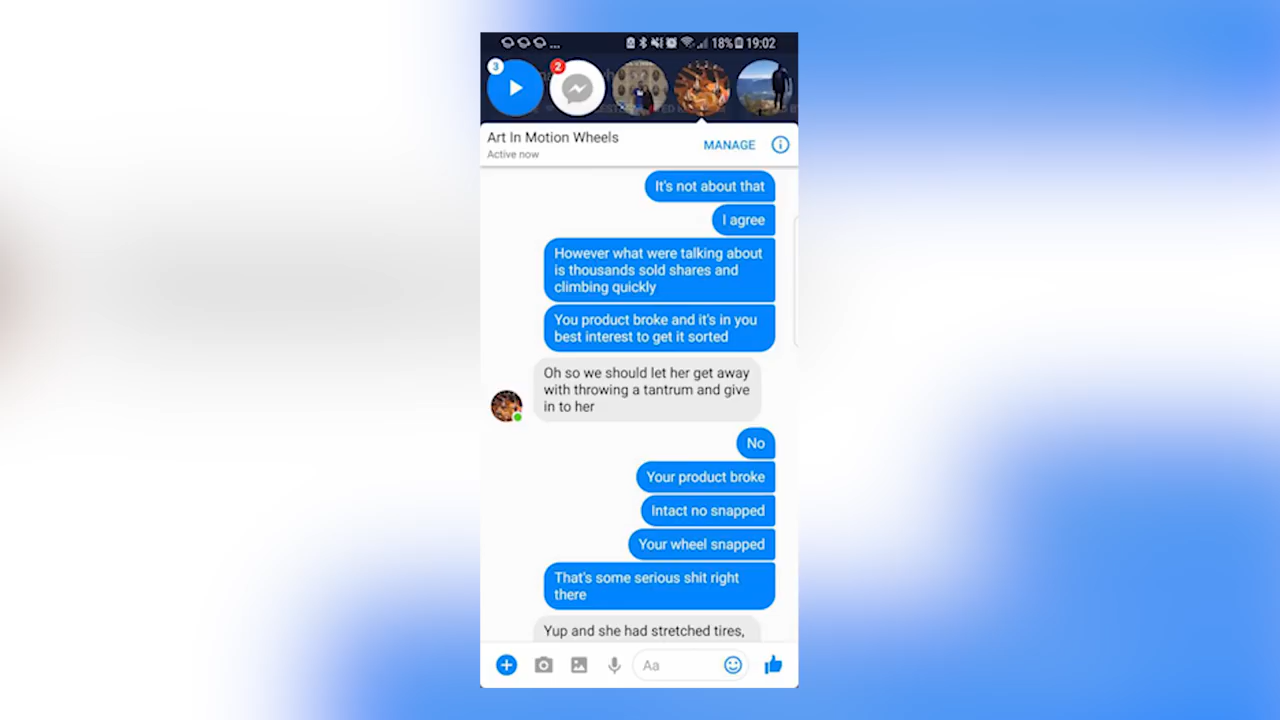 ... 18% 19:02
3 2
Art In Motion Wheels
Active now
MANAGE
It's not about that
I agree
However what were talking about
is thousands sold shares and
climbing quickly
You product broke and it's in you
best interest to get it sorted
Oh so we should let her get away
with throwing a tantrum and give
in to her
No
Your product broke
Intact no snapped
Your wheel snapped
That's some serious shit right
there
Yup and she had stretched tires,
Aa